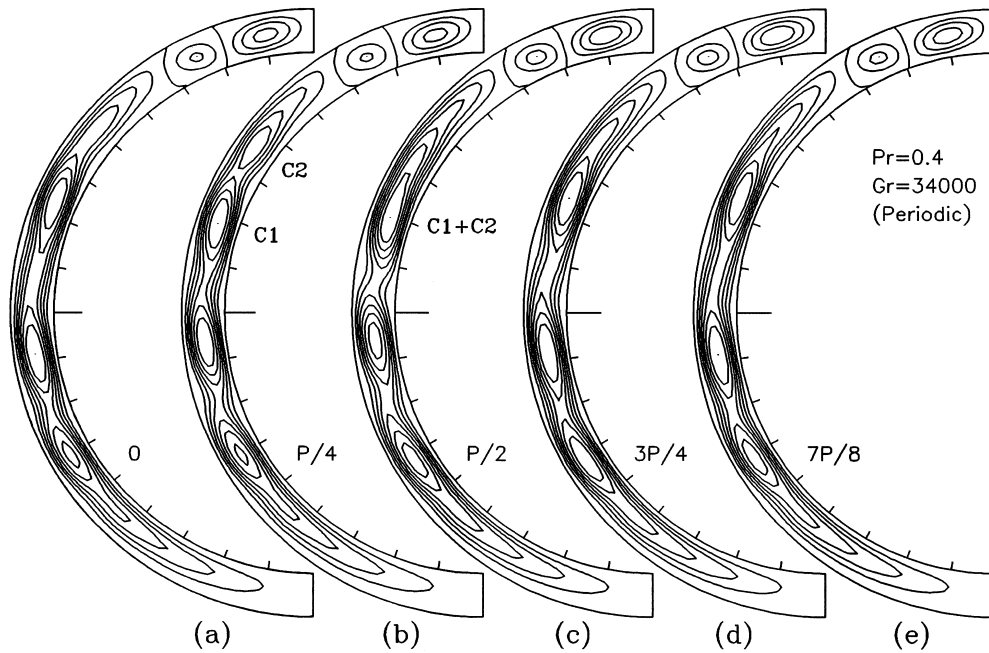 Pr=0.4
Gr=34000
(Periodic)
C2
C1
C1+C2
0
P/4
P/2
3P/4
7P/8
(a)
(b)
(c)
(d)
(e)